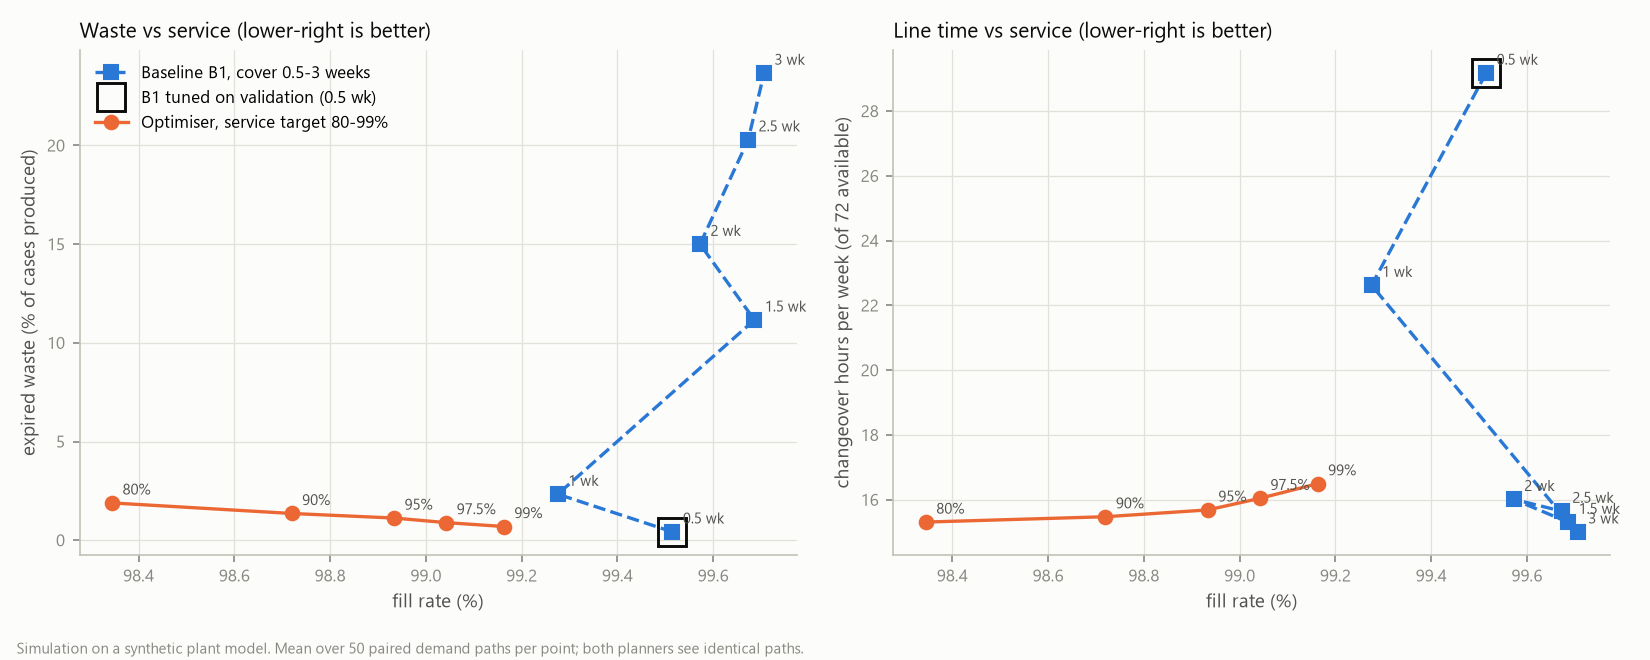 Waste vs service (lower-right is better)
Baseline B1, cover 0.5-3 weeks
B1 tuned on validation (0.5 wk)
Optimiser, service target 80-99%
expired waste (% of cases produced)
20
15
10
5
0
3 wk
2.5 wk
2 wk
1.5 wk
1 wk
0.5 wk
80%
90%
95%
97.5%
99%
98.4
98.6
98.8
99.0
99.2
99.4
99.6
fill rate (%)
Line time vs service (lower-right is better)
changeover hours per week (of 72 available)
28
26
24
22
20
18
16
0.5 wk
1 wk
2 wk
2.5 wk
1.5 wk
3 wk
80%
90%
95%
97.5%
99%
98.4
98.6
98.8
99.0
99.2
99.4
99.6
fill rate (%)
Simulation on a synthetic plant model. Mean over 50 paired demand paths per point; both planners see identical paths.